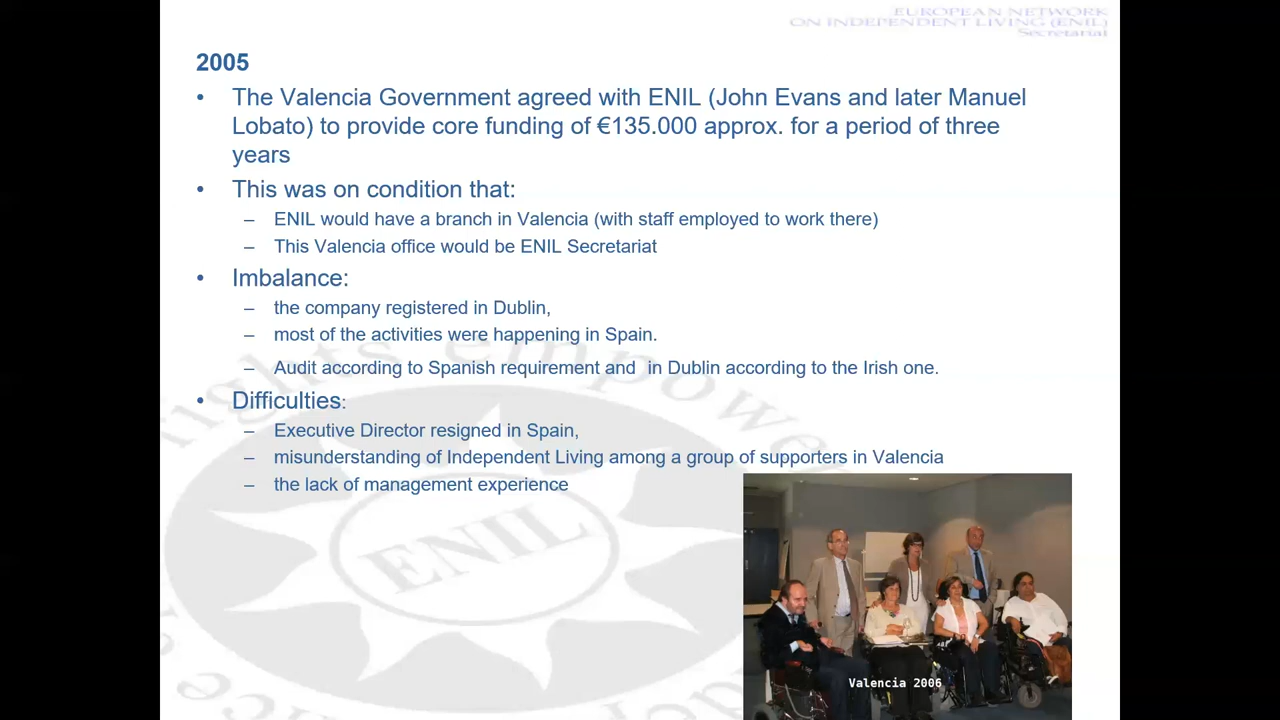 EUROPEAN NETWORK
ON INDEPENDENT LIVING (ENIL)
Secretariat
2005
• The Valencia Government agreed with ENIL (John Evans and later Manuel
Lobato) to provide core funding of €135.000 approx. for a period of three
years
• This was on condition that:
– ENIL would have a branch in Valencia (with staff employed to work there)
– This Valencia office would be ENIL Secretariat
• Imbalance:
– the company registered in Dublin,
– most of the activities were happening in Spain.
– Audit according to Spanish requirement and in Dublin according to the Irish one.
• Difficulties:
– Executive Director resigned in Spain,
– misunderstanding of Independent Living among a group of supporters in Valencia
– the lack of management experience
rights empower
ENIL
Valencia 2006